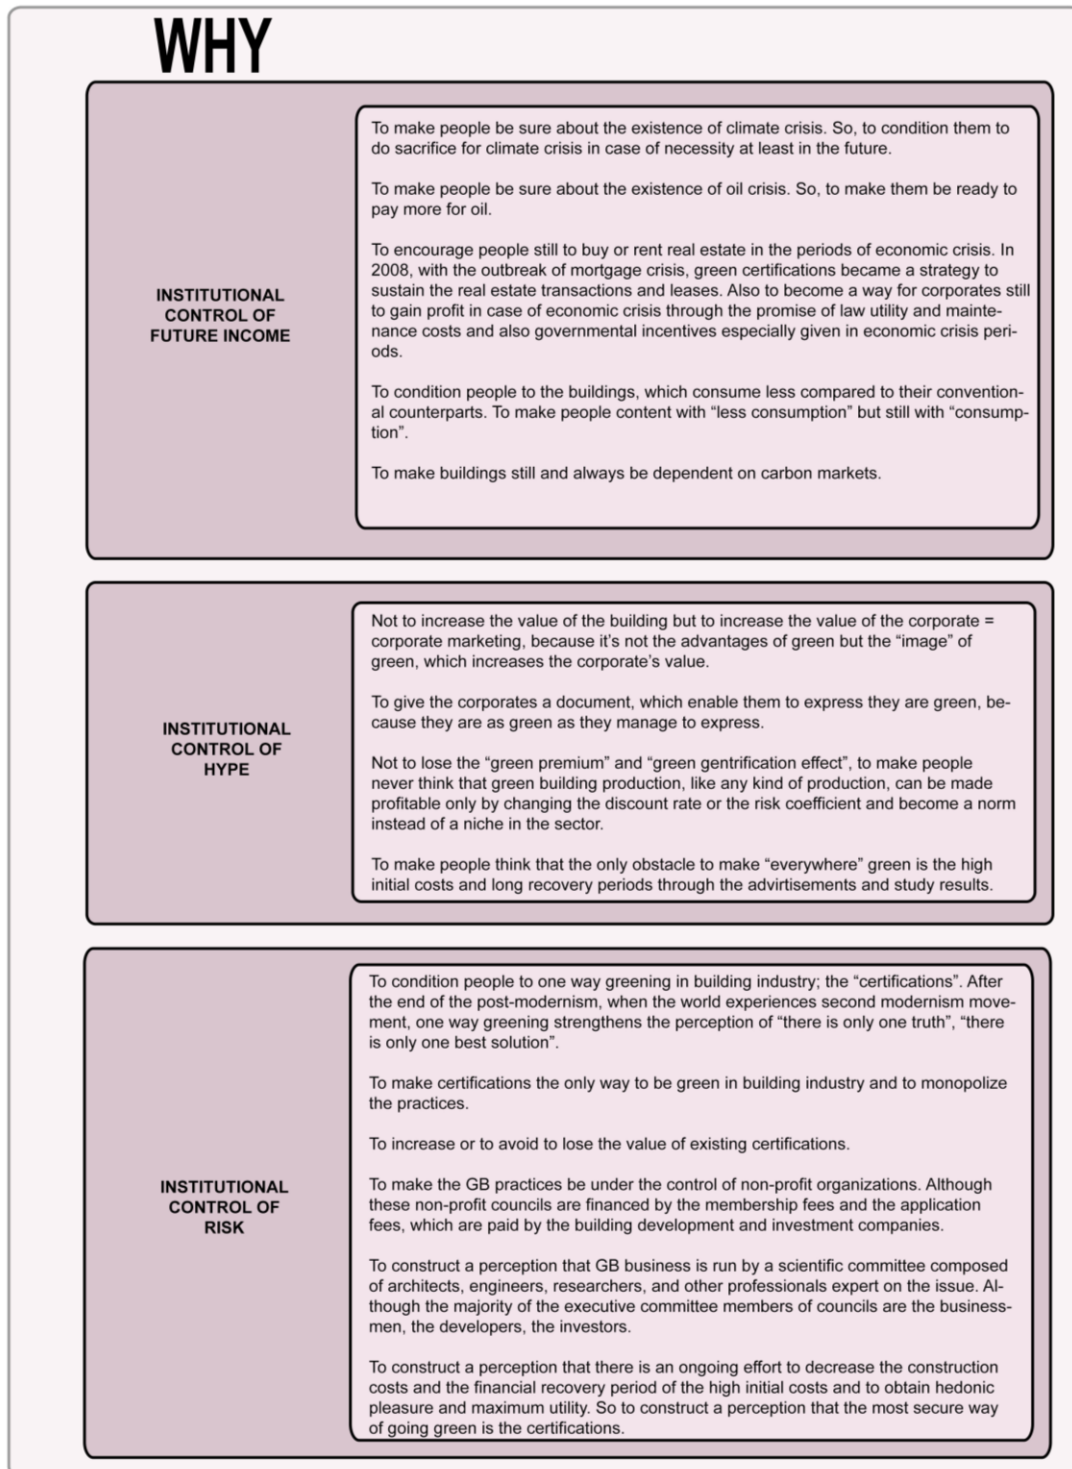 WHY
INSTITUTIONAL
CONTROL OF
FUTURE INCOME
To make people be sure about the existence of climate crisis. So, to condition them to
do sacrifice for climate crisis in case of necessity at least in the future.
To make people be sure about the existence of oil crisis. So, to make them be ready to
pay more for oil.
To encourage people still to buy or rent real estate in the periods of economic crisis. In
2008, with the outbreak of mortgage crisis, green certifications became a strategy to
sustain the real estate transactions and leases. Also to become a way for corporates still
to gain profit in case of economic crisis through the promise of law utility and mainte-
nance costs and also governmental incentives especially given in economic crisis peri-
ods.
To condition people to the buildings, which consume less compared to their convention-
al counterparts. To make people content with “less consumption” but still with “consump-
tion”.
To make buildings still and always be dependent on carbon markets.
INSTITUTIONAL
CONTROL OF
HYPE
Not to increase the value of the building but to increase the value of the corporate =
corporate marketing, because it’s not the advantages of green but the “image” of
green, which increases the corporate’s value.
To give the corporates a document, which enable them to express they are green, be-
cause they are as green as they manage to express.
Not to lose the “green premium” and “green gentrification effect”, to make people
never think that green building production, like any kind of production, can be made
profitable only by changing the discount rate or the risk coefficient and become a norm
instead of a niche in the sector.
To make people think that the only obstacle to make “everywhere” green is the high
initial costs and long recovery periods through the advirtisements and study results.
INSTITUTIONAL
CONTROL OF
RISK
To condition people to one way greening in building industry; the “certifications”. After
the end of the post-modernism, when the world experiences second modernism move-
ment, one way greening strengthens the perception of “there is only one truth”, “there
is only one best solution”.
To make certifications the only way to be green in building industry and to monopolize
the practices.
To increase or to avoid to lose the value of existing certifications.
To make the GB practices be under the control of non-profit organizations. Although
these non-profit councils are financed by the membership fees and the application
fees, which are paid by the building development and investment companies.
To construct a perception that GB business is run by a scientific committee composed
of architects, engineers, researchers, and other professionals expert on the issue. Al-
though the majority of the executive committee members of councils are the business-
men, the developers, the investors.
To construct a perception that there is an ongoing effort to decrease the construction
costs and the financial recovery period of the high initial costs and to obtain hedonic
pleasure and maximum utility. So to construct a perception that the most secure way
of going green is the certifications.